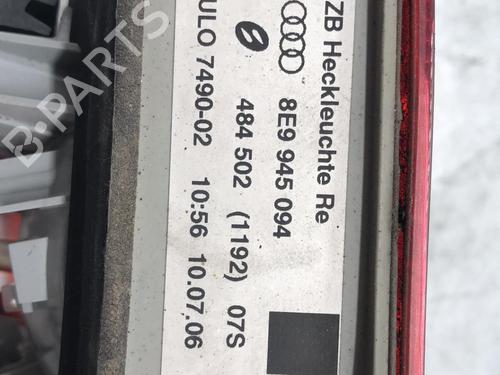 ZB Heckleuchte Re
8E9 945 094
484 502 (1192) 07S
ULO 7490-02 10:56 10.07.06
B-PARTS